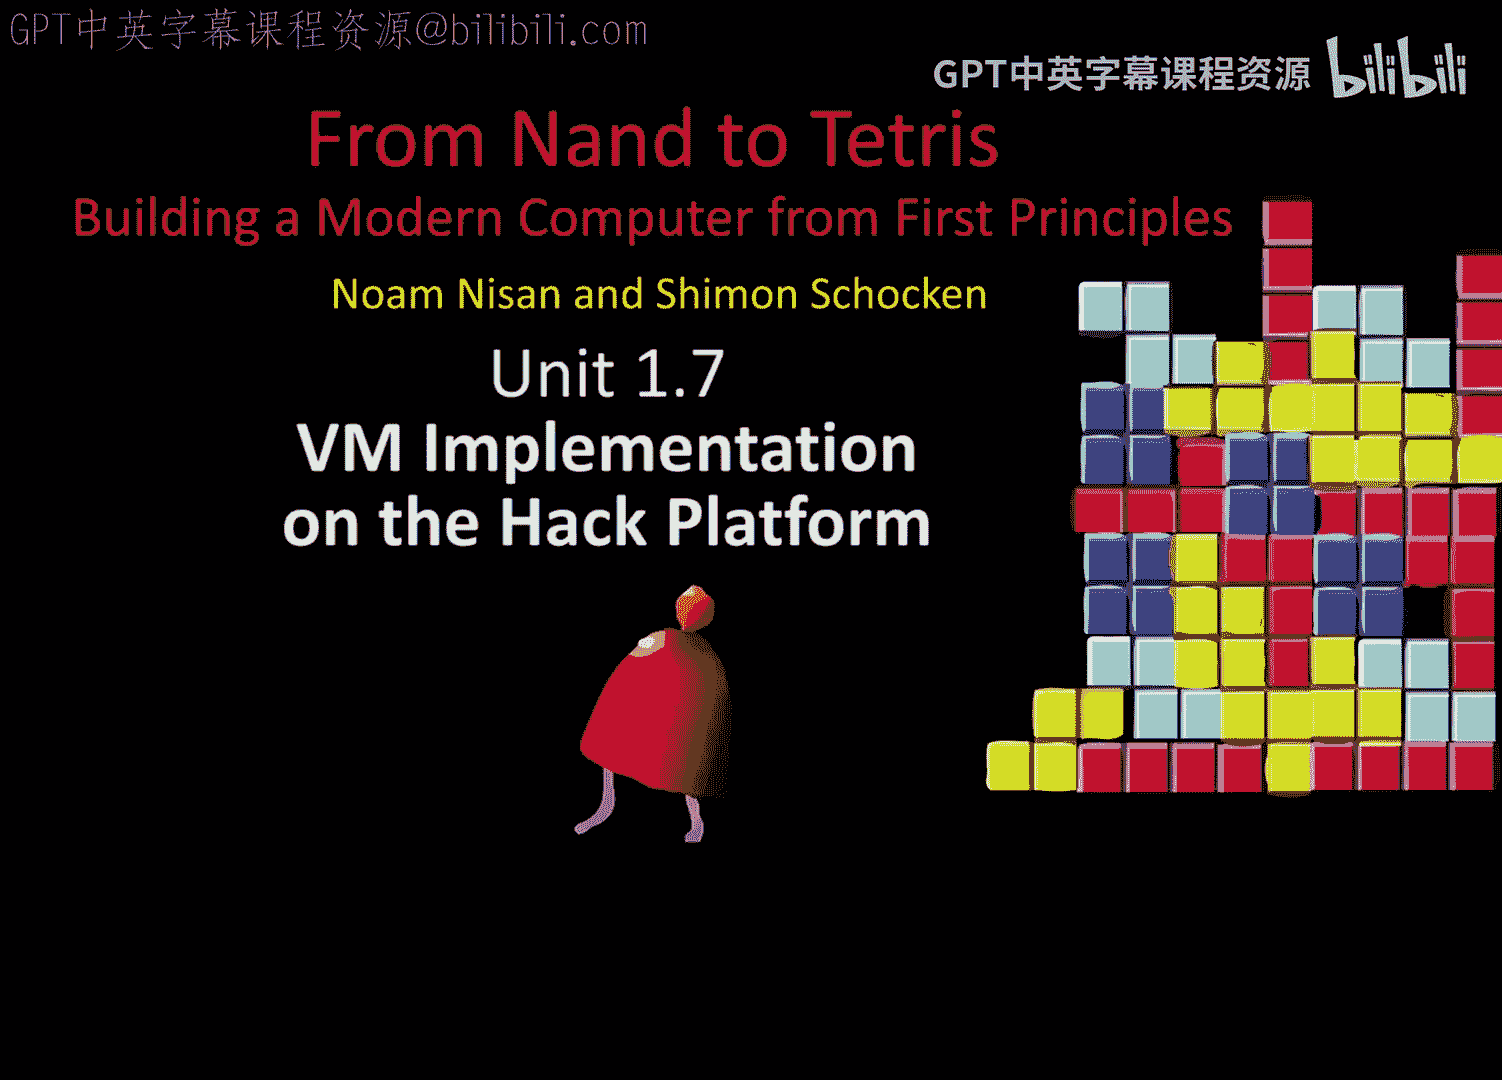 GPT中英字幕课程资源@bilibili.com
GPT中英字幕课程资源 bilibili
From Nand to Tetris
Building a Modern Computer from First Principles
Noam Nisan and Shimon Schocken
Unit 1.7
VM Implementation
on the Hack Platform